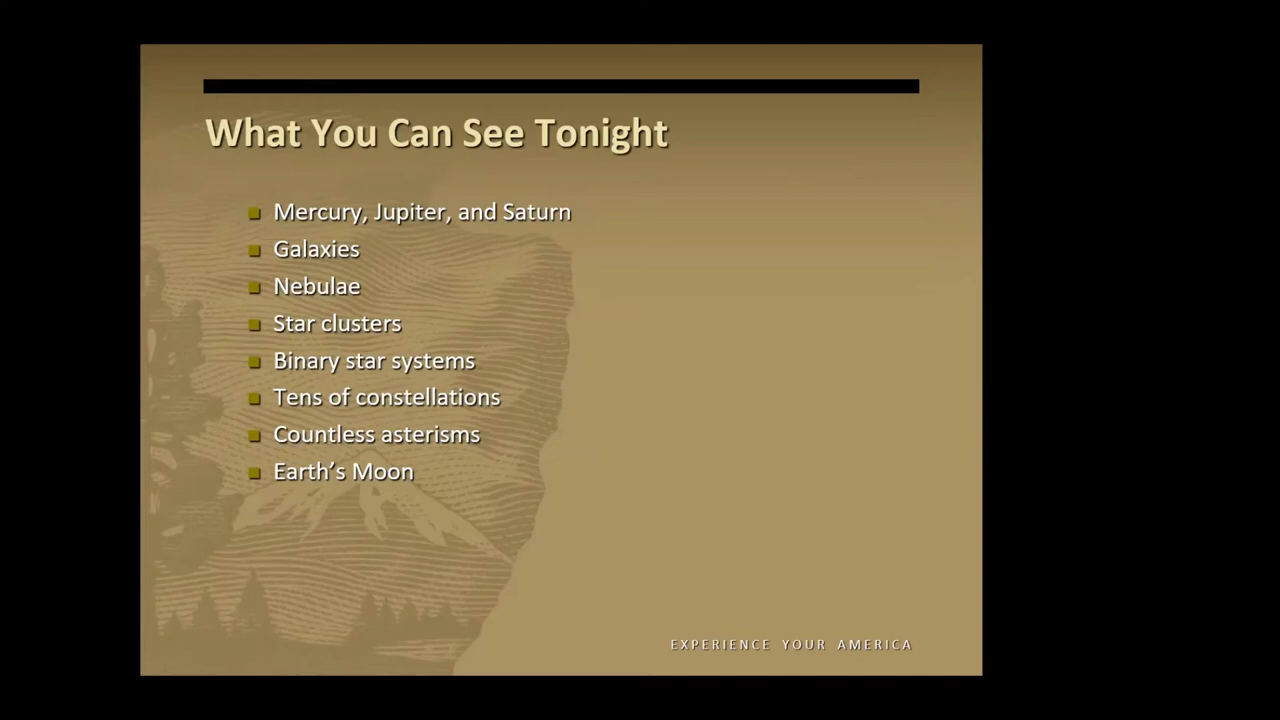 What You Can See Tonight
Mercury, Jupiter, and Saturn
Galaxies
Nebulae
Star clusters
Binary star systems
Tens of constellations
Countless asterisms
Earth’s Moon
EXPERIENCE YOUR AMERICA